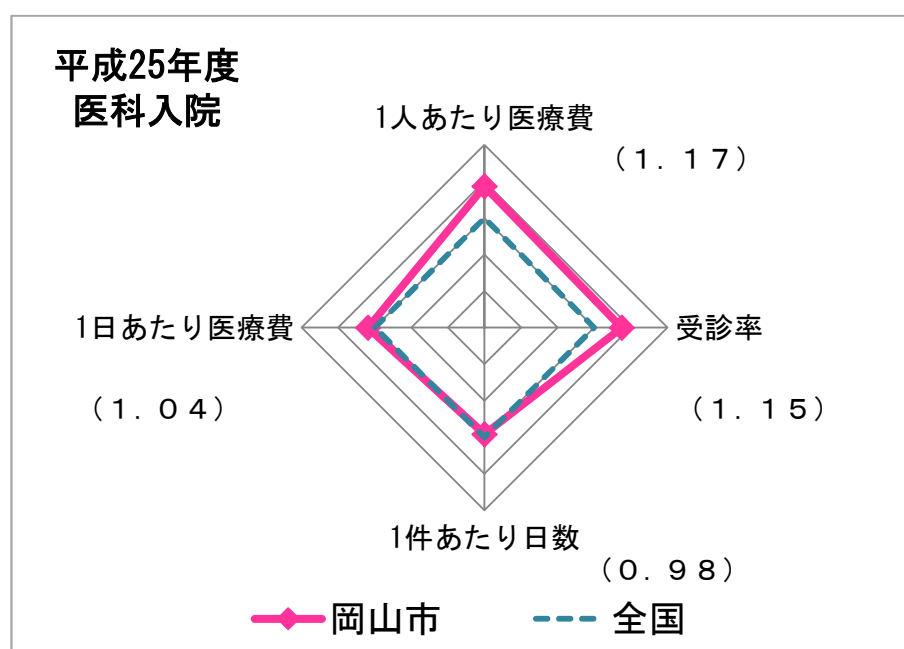 平成25年度
医科入院
1人あたり医療費
（１．１７）
1日あたり医療費
受診率
（１．０４）
（１．１５）
1件あたり日数
（０．９８）
岡山市
全国